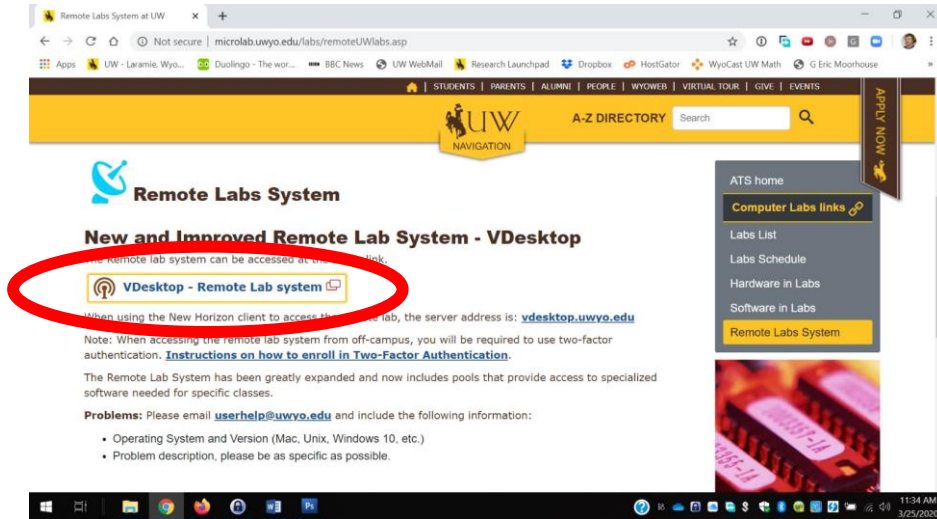 Remote Labs System at UW
Not secure | microlab.uwyo.edu/labs/remoteUWlabs.asp
Apps UW - Laramie, Wyo... Duolingo - The wor... BBC News UW WebMail Research Launchpad Dropbox HostGator WyoCast UW Math G Eric Moorhouse »
| STUDENTS | PARENTS | ALUMNI | PEOPLE | WYOWEB | VIRTUAL TOUR | GIVE | EVENTS
APPLY NOW
UW
NAVIGATION
A-Z DIRECTORY Search
Remote Labs System
New and Improved Remote Lab System - VDesktop
The Remote lab system can be accessed at the link.
VDesktop - Remote Lab system
When using the New Horizon client to access the lab, the server address is: vdesktop.uwyo.edu
Note: When accessing the remote lab system from off-campus, you will be required to use two-factor
authentication. Instructions on how to enroll in Two-Factor Authentication.
The Remote Lab System has been greatly expanded and now includes pools that provide access to specialized
software needed for specific classes.
Problems: Please email userhelp@uwyo.edu and include the following information:
• Operating System and Version (Mac, Unix, Windows 10, etc.)
• Problem description, please be as specific as possible.
ATS home
Computer Labs links
Labs List
Labs Schedule
Hardware in Labs
Software in Labs
Remote Labs System
11:34 AM
3/25/2020